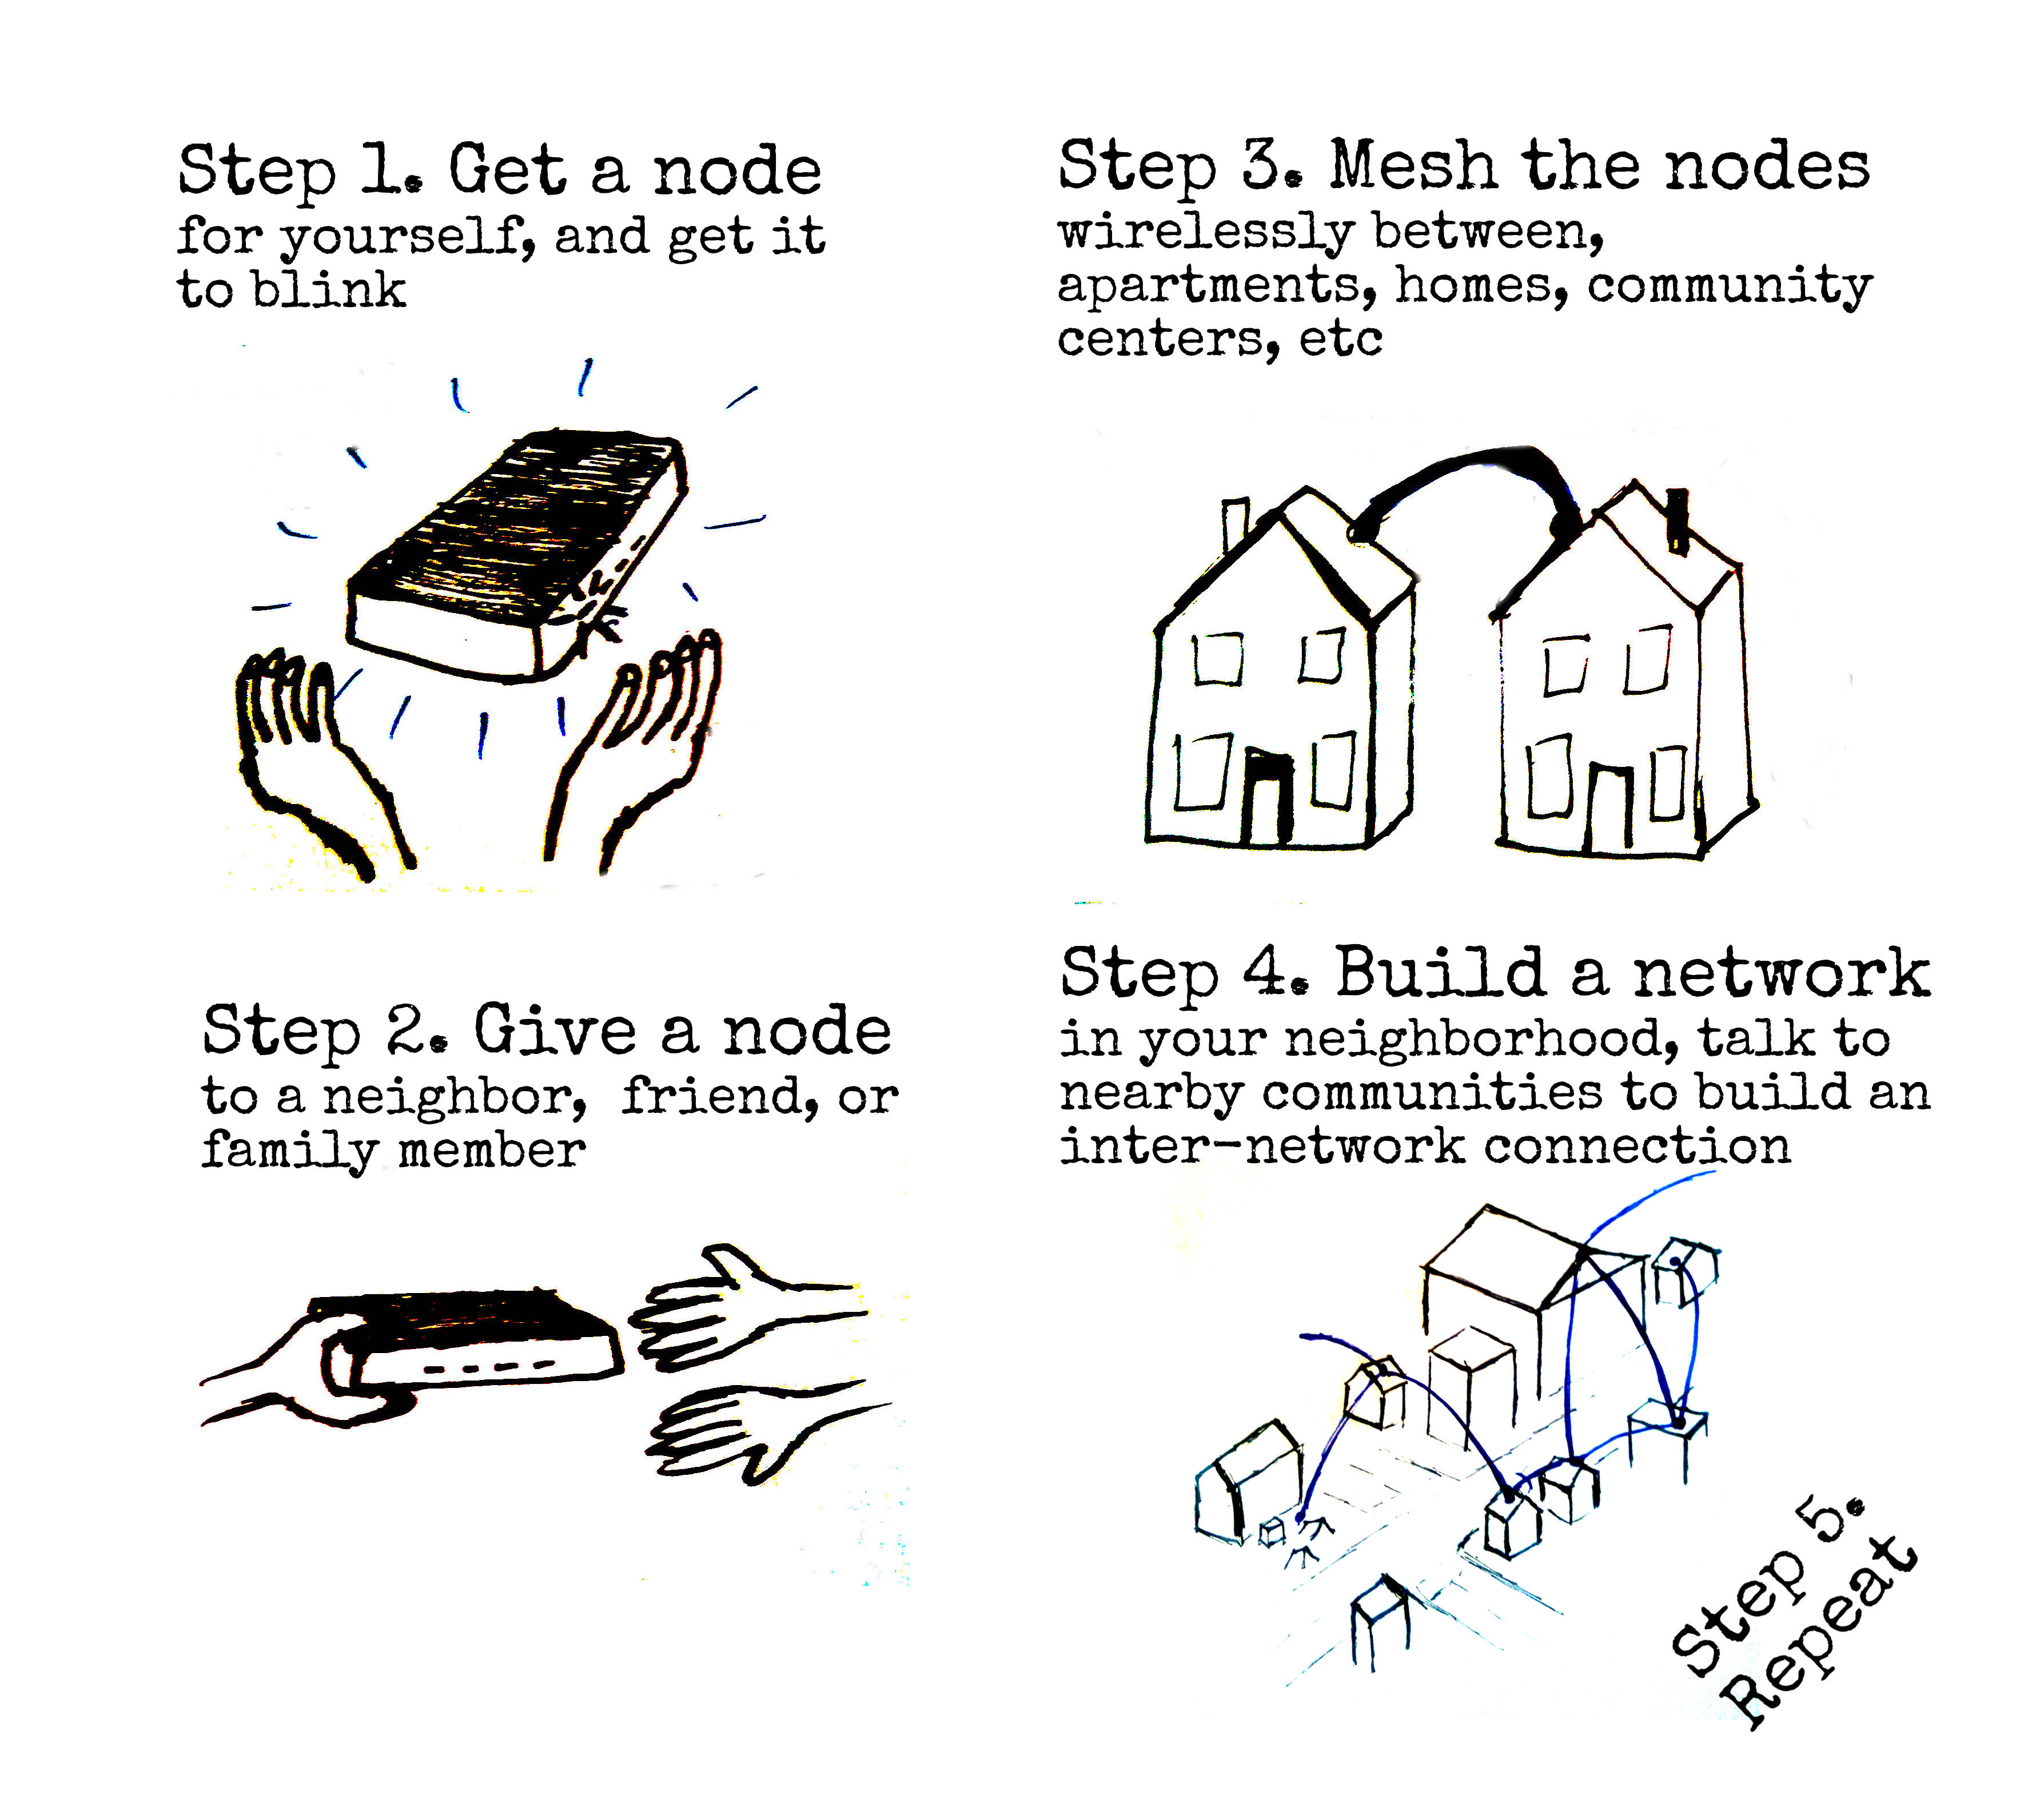 Step 1. Get a node
for yourself, and get it
to blink
Step 2. Give a node
to a neighbor, friend, or
family member
Step 3. Mesh the nodes
wirelessly between,
apartments, homes, community
centers, etc
Step 4. Build a network
in your neighborhood, talk to
nearby communities to build an
inter-network connection
Step 5.
Repeat